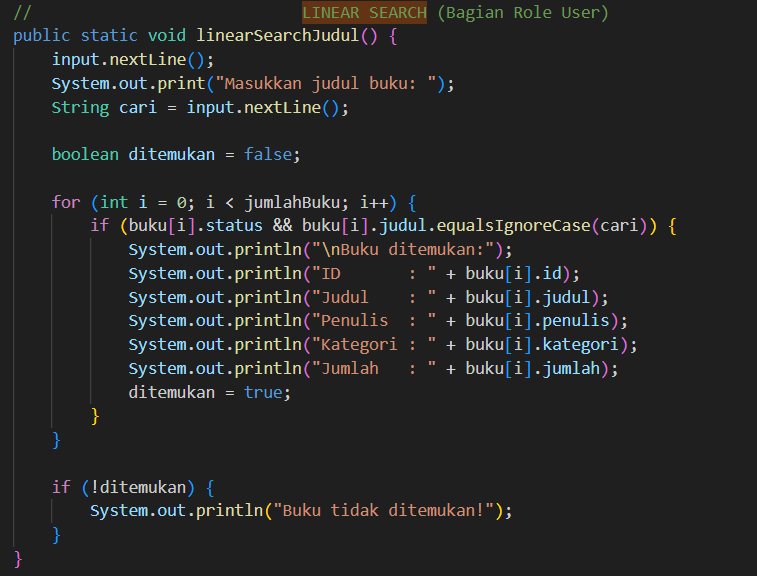 // LINEAR SEARCH (Bagian Role User)
public static void linearSearchJudul() {
    input.nextLine();
    System.out.print("Masukkan judul buku: ");
    String cari = input.nextLine();

    boolean ditemukan = false;

    for (int i = 0; i < jumlahBuku; i++) {
        if (buku[i].status && buku[i].judul.equalsIgnoreCase(cari)) {
            System.out.println("\nBuku ditemukan:");
            System.out.println("ID       : " + buku[i].id);
            System.out.println("Judul    : " + buku[i].judul);
            System.out.println("Penulis  : " + buku[i].penulis);
            System.out.println("Kategori : " + buku[i].kategori);
            System.out.println("Jumlah   : " + buku[i].jumlah);
            ditemukan = true;
        }
    }

    if (!ditemukan) {
        System.out.println("Buku tidak ditemukan!");
    }
}